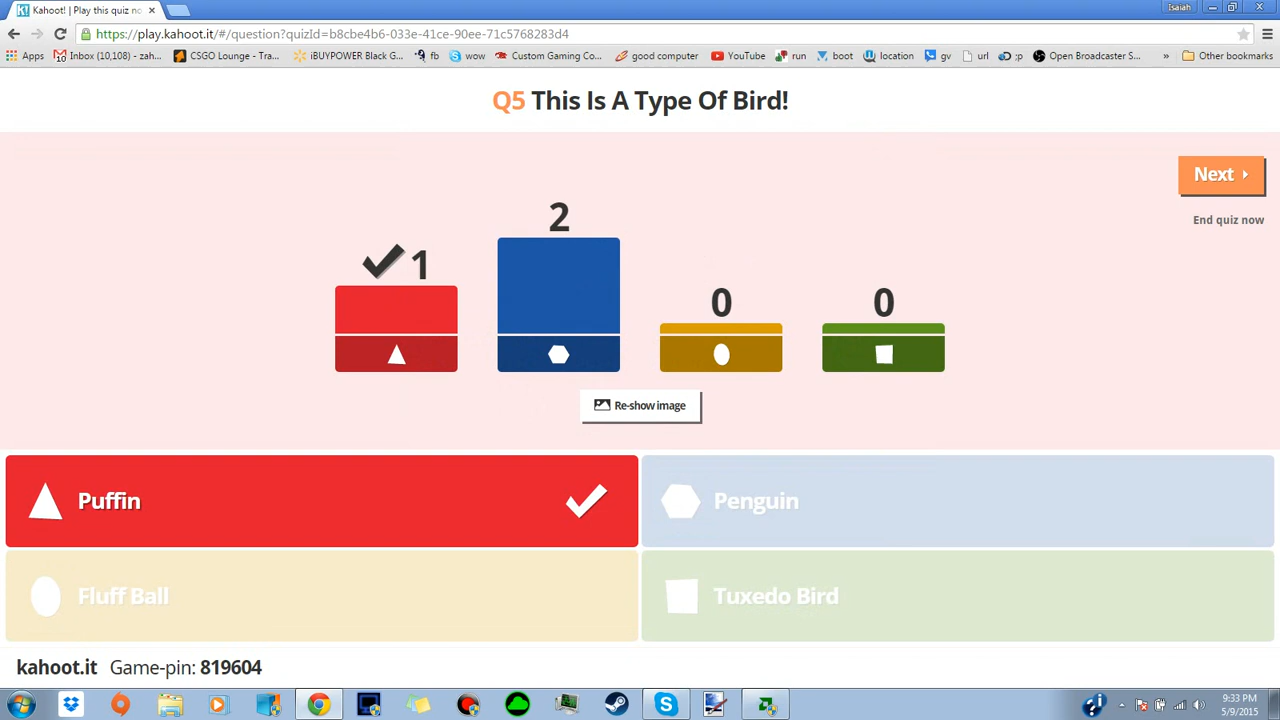 Kahoot! | Play this quiz no
Isaiah
https://play.kahoot.it/#/question?quizId=b8cbe4b6-033e-41ce-90ee-71c5768283d4
Apps Inbox (10,108) - zah... CSGO Lounge - Tra... iBUYPOWER Black G... fb wow Custom Gaming Co... good computer YouTube run boot location gv url ;p Open Broadcaster S... » Other bookmarks
Q5 This Is A Type Of Bird!
Next
End quiz now
1
2
0
0
Re-show image
Puffin
Penguin
Fluff Ball
Tuxedo Bird
kahoot.it Game-pin: 819604
9:33 PM
5/9/2015